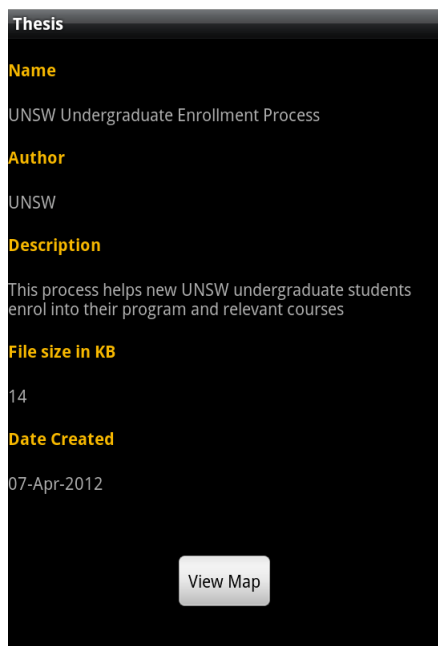 Thesis
Name
UNSW Undergraduate Enrollment Process
Author
UNSW
Description
This process helps new UNSW undergraduate students
enrol into their program and relevant courses
File size in KB
14
Date Created
07-Apr-2012
View Map